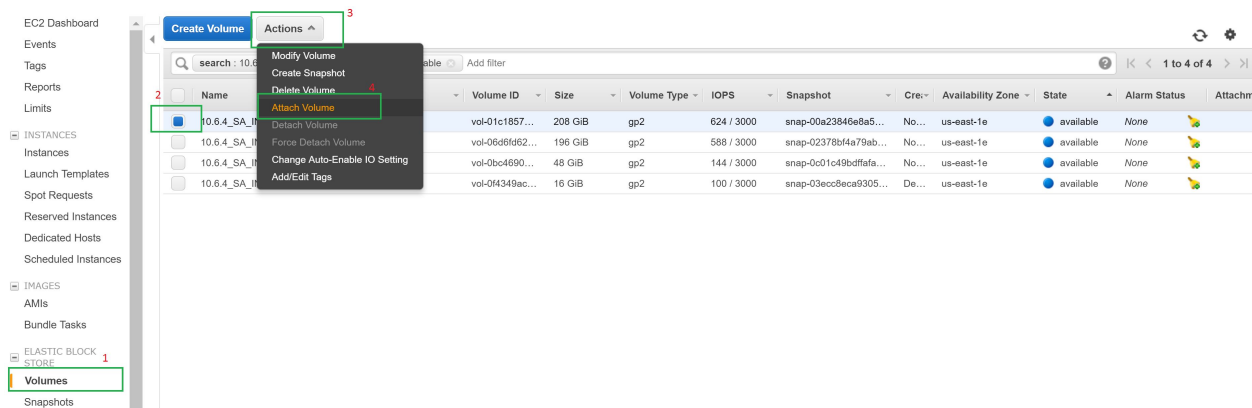 EC2 Dashboard
Events
Tags
Reports
Limits
INSTANCES
Instances
Launch Templates
Spot Requests
Reserved Instances
Dedicated Hosts
Scheduled Instances
IMAGES
AMIs
Bundle Tasks
ELASTIC BLOCK
STORE
1
Volumes
Snapshots
3
Create Volume Actions
search : 10.6 able Add filter
1 to 4 of 4
Modify Volume
Create Snapshot
Delete Volume
4
Attach Volume
Detach Volume
Force Detach Volume
Change Auto-Enable IO Setting
Add/Edit Tags
2
Name Volume ID Size Volume Type IOPS Snapshot Crea Availability Zone State Alarm Status Attachm
10.6.4_SA_IN vol-01c1857... 208 GiB gp2 624 / 3000 snap-00a23846e8a5... No... us-east-1e available None
10.6.4_SA_IN vol-06d6fd62... 196 GiB gp2 588 / 3000 snap-02378bf4a79ab... No... us-east-1e available None
10.6.4_SA_IN vol-0bc4690... 48 GiB gp2 144 / 3000 snap-0c01c49bdffafa... No... us-east-1e available None
10.6.4_SA_IN vol-0f4349ac... 16 GiB gp2 100 / 3000 snap-03ecc8eca9305... De... us-east-1e available None